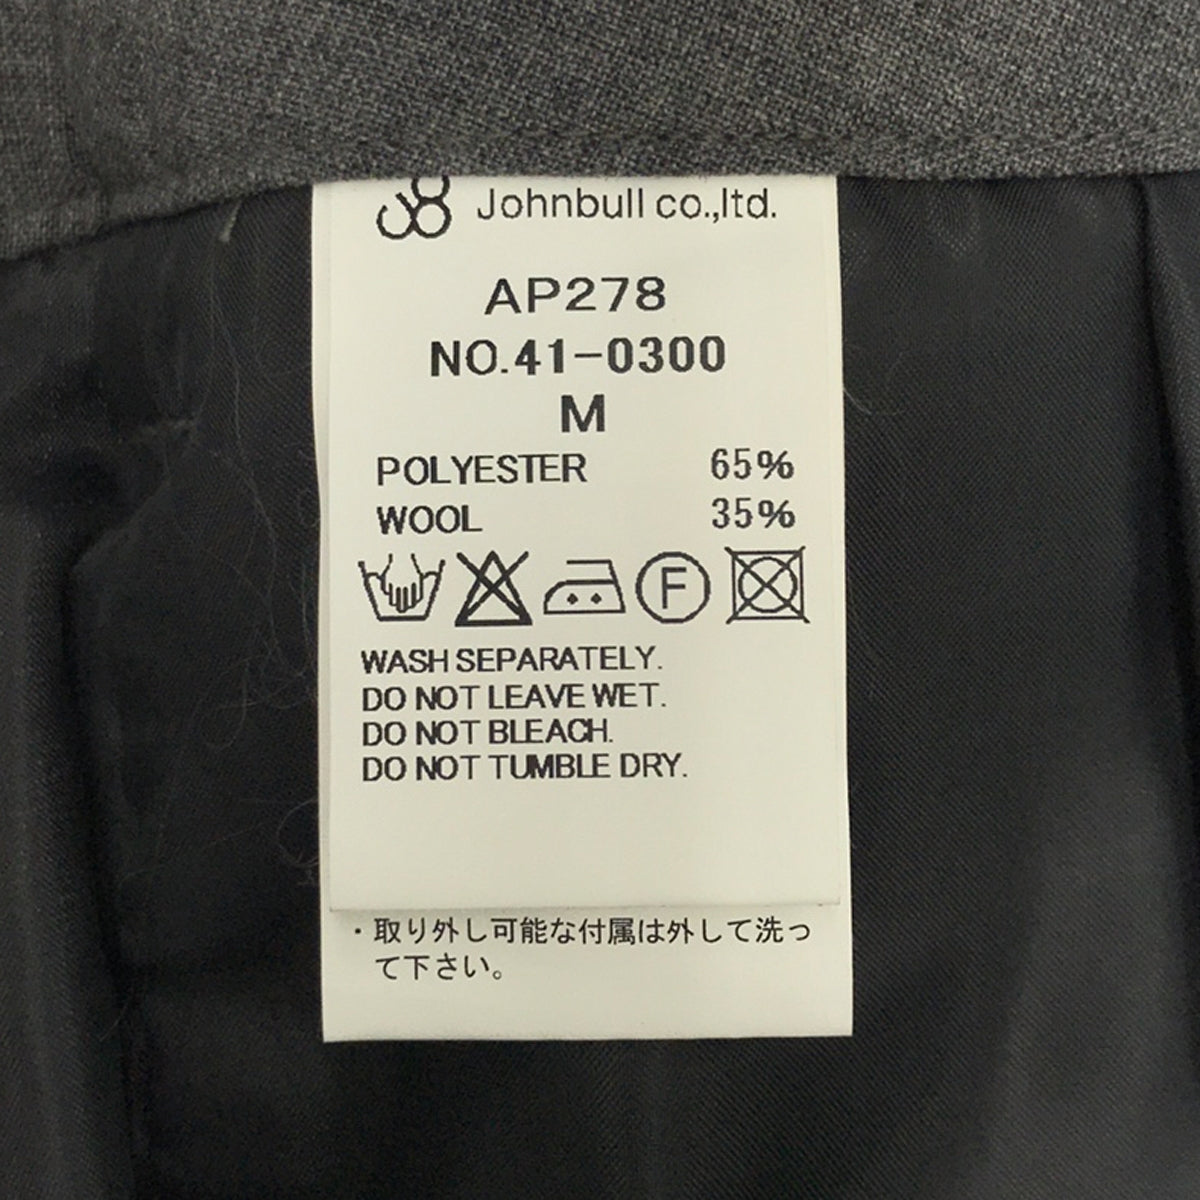 Johnbull co.,ltd.
AP278
NO.41-0300
M
POLYESTER 65%
WOOL 35%
F
WASH SEPARATELY.
DO NOT LEAVE WET.
DO NOT BLEACH.
DO NOT TUMBLE DRY.
・取り外し可能な付属は外して洗っ
て下さい。